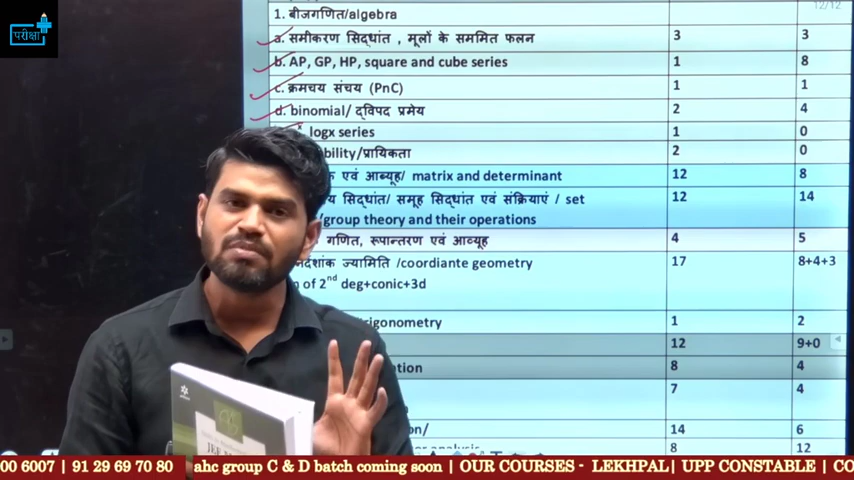 परीक्षा
12/12
1. बीजगणित/algebra
a. समीकरण सिद्धांत , मूलों के सममित फलन 3 3
b. AP, GP, HP, square and cube series 1 8
c. क्रमचय संचय (PnC) 1 1
d. binomial/ द्विपद प्रमेय 2 4
logx series 1 0
bility/प्रायिकता 2 0
एवं आब्यूह/ matrix and determinant 12 8
सिद्धांत/ समूह सिद्धांत एवं संक्रियाएं / set 12 14
/group theory and their operations
गणित, रूपान्तरण एवं आव्यूह 4 5
निर्देशांक ज्यामिति /coordiante geometry 17 8+4+3
n of 2nd deg+conic+3d
rigonometry 1 2
12 9+0
ation 8 4
7 4
on/ 14 6
analysis 8 12
JEE M
00 6007 | 91 29 69 70 80 ahc group C & D batch coming soon | OUR COURSES - LEKHPAL| UPP CONSTABLE | CO